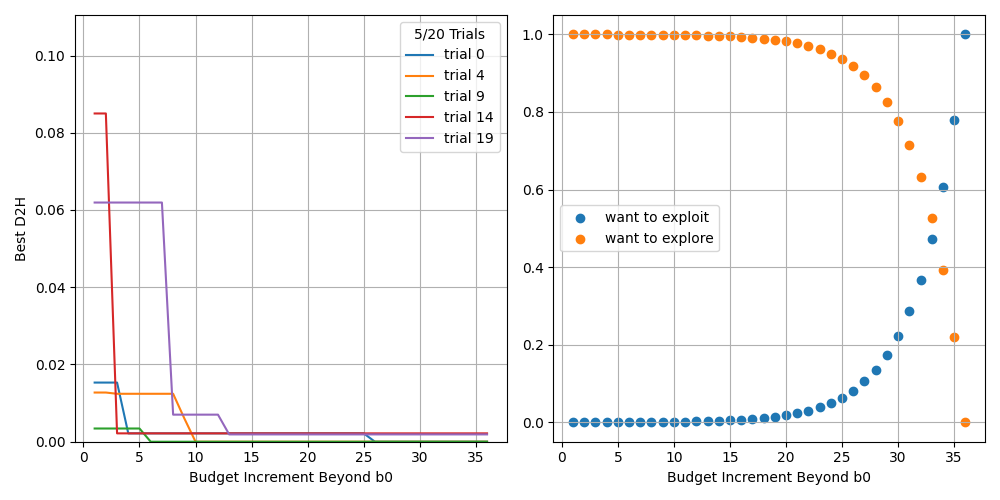 Best D2H
0.10
0.08
0.06
0.04
0.02
0.00
0 5 10 15 20 25 30 35
Budget Increment Beyond b0
5/20 Trials
trial 0
trial 4
trial 9
trial 14
trial 19
1.0
0.8
0.6
0.4
0.2
0.0
0 5 10 15 20 25 30 35
Budget Increment Beyond b0
want to exploit
want to explore